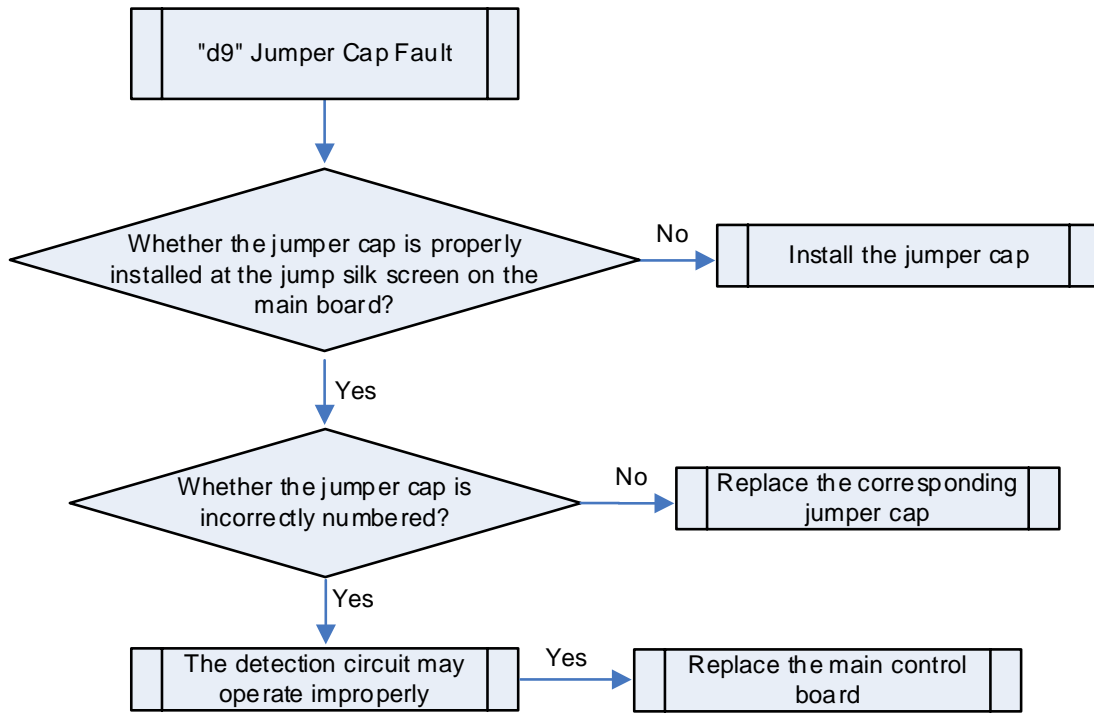 "d9" Jumper Cap Fault
Whether the jumper cap is properly
installed at the jump silk screen on the
main board?
No
Install the jumper cap
Yes
Whether the jumper cap is
incorrectly numbered?
No
Replace the corresponding
jumper cap
Yes
The detection circuit may
operate improperly
Yes
Replace the main control
board